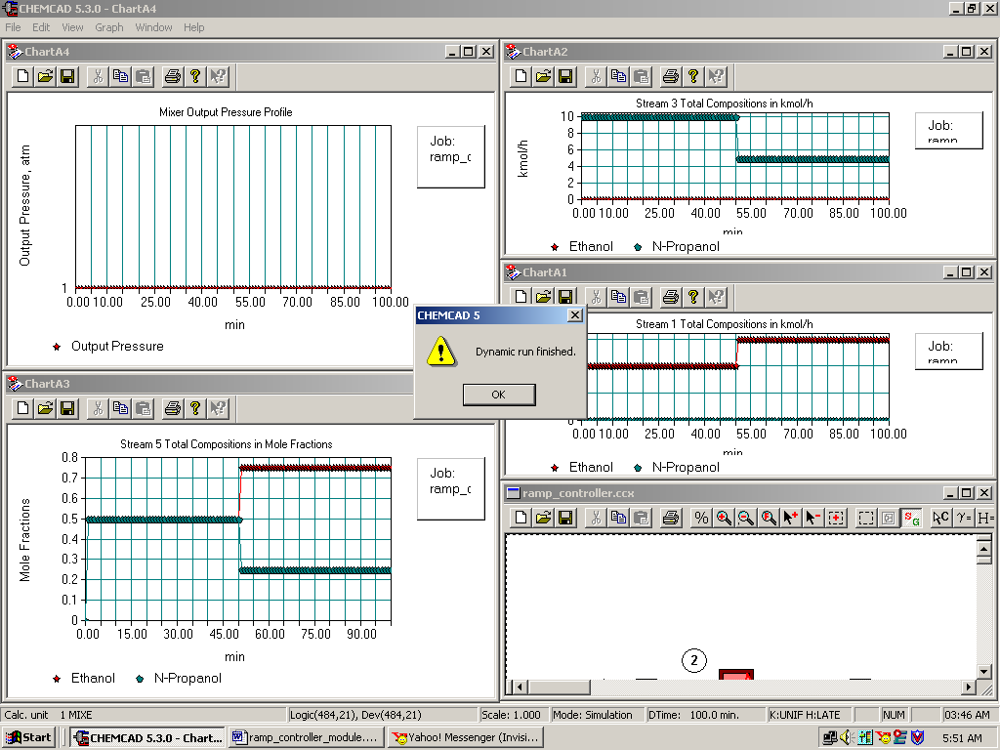 CHEMCAD 5.3.0 - ChartA4
File Edit View Graph Window Help
ChartA4
Mixer Output Pressure Profile
Output Pressure, atm
Job:
ramp_c
1
0.00 10.00 25.00 40.00 55.00 70.00 85.00 100.00
min
Output Pressure
ChartA2
Stream 3 Total Compositions in kmol/h
kmol/h
Job:
ramp
10
8
6
4
2
0
0.00 10.00 25.00 40.00 55.00 70.00 85.00 100.00
min
Ethanol N-Propanol
ChartA1
Stream 1 Total Compositions in kmol/h
Job:
ramp
0
0.00 10.00 25.00 40.00 55.00 70.00 85.00 100.00
min
Ethanol N-Propanol
CHEMCAD 5
Dynamic run finished.
OK
ChartA3
Stream 5 Total Compositions in Mole Fractions
Mole Fractions
Job:
ramp_c
0.8
0.7
0.6
0.5
0.4
0.3
0.2
0.1
0
0.00 15.00 30.00 45.00 60.00 75.00 90.00
min
Ethanol N-Propanol
ramp_controller.ccx
% S G C γ= H=
2
Calc. unit 1 MIXE Logic(484,21), Dev(484,21) Scale: 1.000 Mode: Simulation DTime: 100.0 min. K:UNIF H:LATE NUM 03:46 AM
Start CHEMCAD 5.3.0 - Chart... ramp_controller_module.... Yahoo! Messenger (Invisi... 5:51 AM